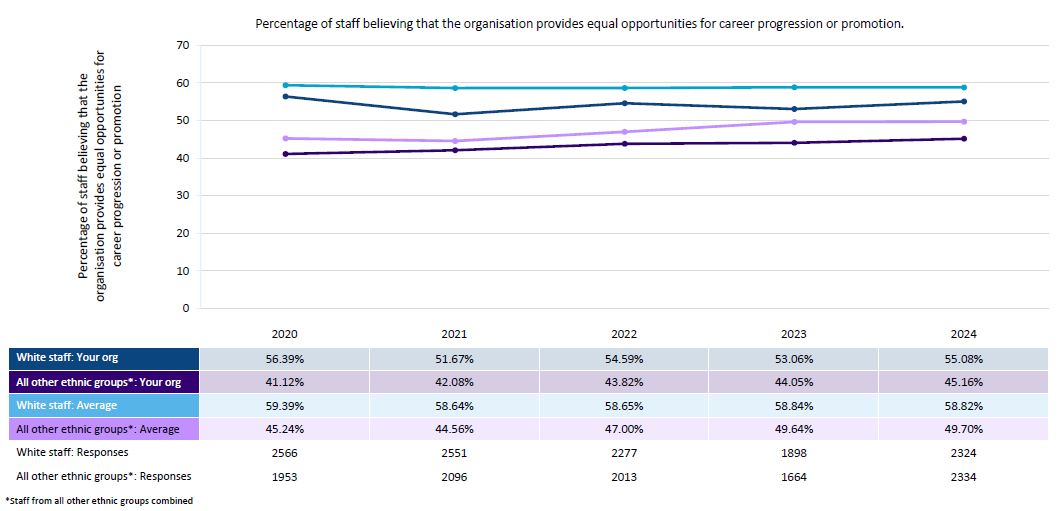 Percentage of staff believing that the organisation provides equal opportunities for career progression or promotion.
Percentage of staff believing that the
organisation provides equal opportunities for
career progression or promotion
70
60
50
40
30
20
10
0
2020 2021 2022 2023 2024
White staff: Your org 56.39% 51.67% 54.59% 53.06% 55.08%
All other ethnic groups*: Your org 41.12% 42.08% 43.82% 44.05% 45.16%
White staff: Average 59.39% 58.64% 58.65% 58.84% 58.82%
All other ethnic groups*: Average 45.24% 44.56% 47.00% 49.64% 49.70%
White staff: Responses 2566 2551 2277 1898 2324
All other ethnic groups*: Responses 1953 2096 2013 1664 2334
*Staff from all other ethnic groups combined